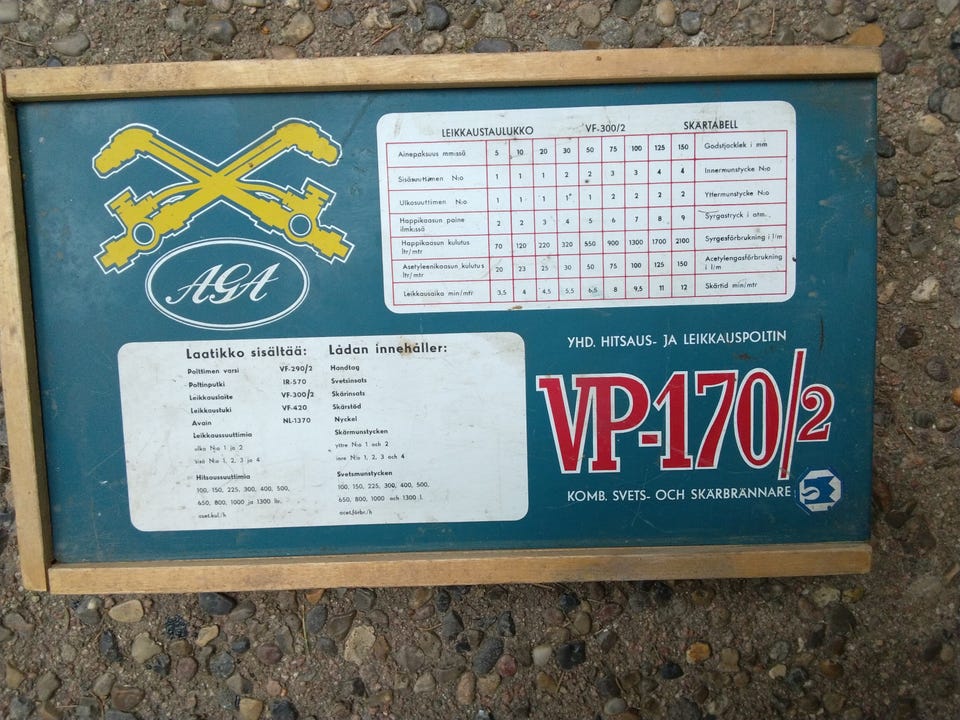 AGA
LEIKKAUSTAULUKKO VF-300/2 SKÄRTABELL
Ainepaksuus mm:ssä 5 10 20 30 50 75 100 125 150 Godstjocklek i mm
Sisäsuuttimen N:o 1 1 1 2 2 3 3 4 4 Innermunstycke N:o
Ulkosuuttimen N:o 1 1 1 1 1 2 2 2 2 Yttermunstycke N:o
Happikaasun paine 2 2 3 4 5 6 7 8 9 Syrgastryck i atm.
ilmk:ssä
Happikaasun kulutus 70 120 220 320 550 900 1300 1700 2100 Syrgasförbrukning i l/m
ltr/mtr
Asetyleenikaasun kulutus 20 23 25 30 50 75 100 125 150 Acetylengasförbrukning
ltr/mtr i l/m
Leikkausaika min/mtr 3,5 4 4,5 5,5 6,5 8 9,5 11 12 Skärtid min/mtr
Laatikko sisältää: Lådan innehåller:
Polttimen varsi VF-290/2 Handtag
Poltinputki IR-570 Svetsinsats
Leikkauslaite VF-300/2 Skärinsats
Leikkaustuki VF-420 Skärstöd
Avain NL-1370 Nyckel
Leikkaussuuttimia Skärmunstycken
ulko N:o 1 ja 2 yttre N:o 1 och 2
sisä N:o 1, 2, 3 ja 4 inre N:o 1, 2, 3 och 4
Hitsaussuuttimia Svetsmunstycken
100, 150, 225, 300, 400, 500, 100, 150, 225, 300, 400, 500,
650, 800, 1000 ja 1300 ltr. 650, 800, 1000 och 1300 l.
aset.kul./h acet.förbr./h
YHD. HITSAUS- JA LEIKKAUSPOLTIN
VP-170/2
KOMB. SVETS- OCH SKÄRBRÄNNARE